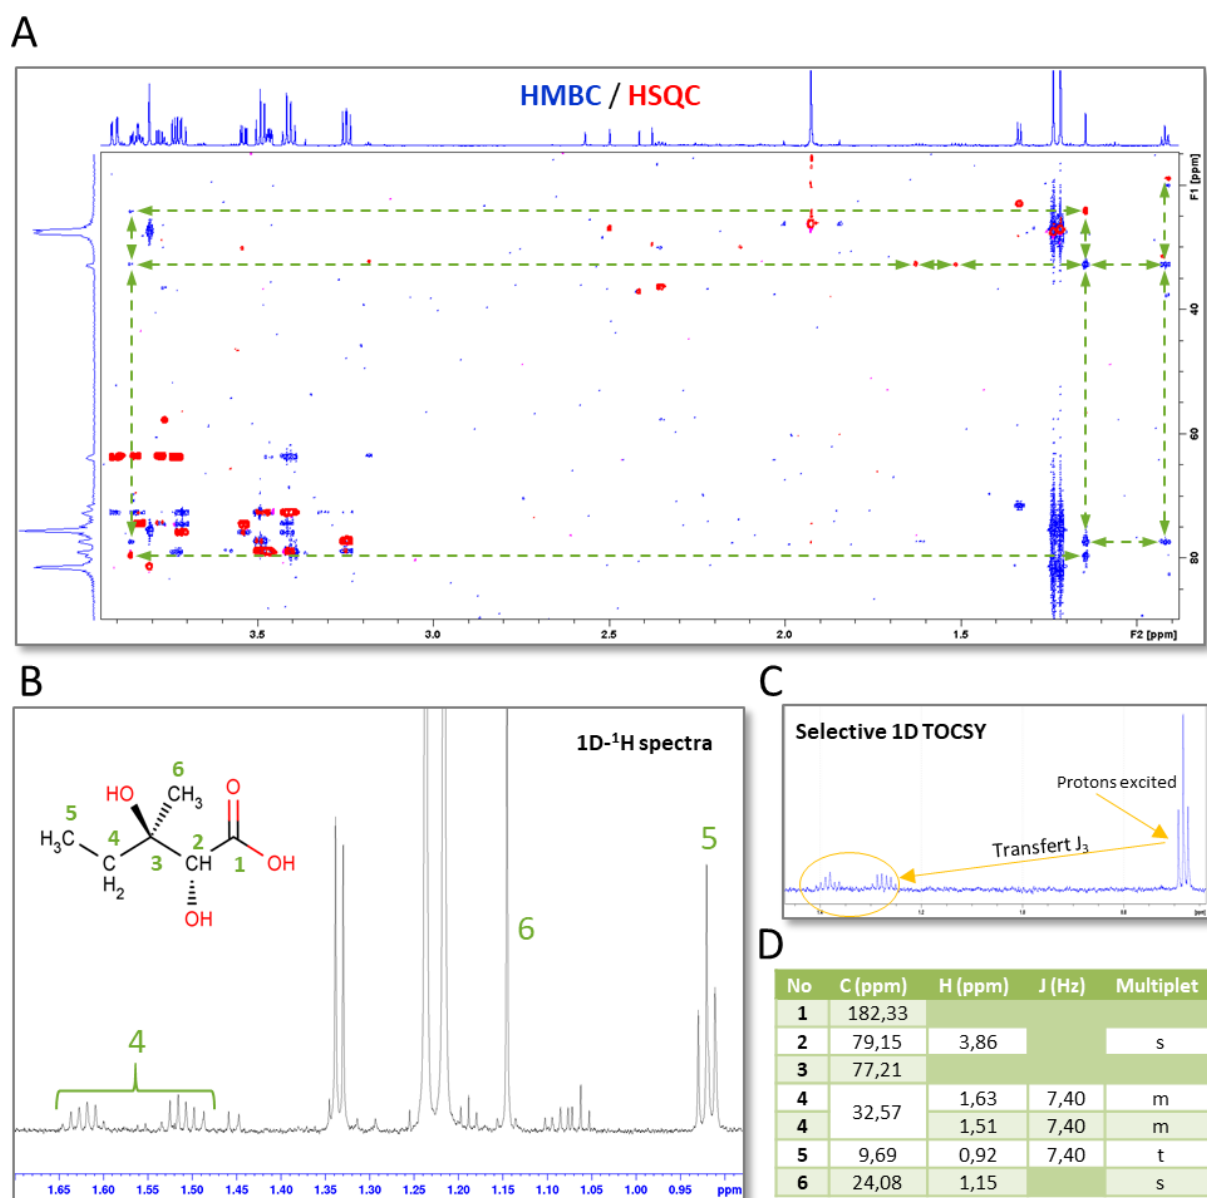 A
HMBC / HSQC
F1 [ppm]
40
60
80
3.5 3.0 2.5 2.0 1.5 F2 [ppm]
B
1D-¹H spectra
6
HO CH₃ O
5
H₃C 4 2 OH
3 1
C
H₂
OH
5
6
4
1.65 1.60 1.55 1.50 1.45 1.40 1.35 1.30 1.25 1.20 1.15 1.10 1.05 1.00 0.95 ppm
C
Selective 1D TOCSY
Protons excited
Transfert J₃
D
No C (ppm) H (ppm) J (Hz) Multiplet
1 182,33
2 79,15 3,86 s
3 77,21
4 32,57 1,63 7,40 m
4 1,51 7,40 m
5 9,69 0,92 7,40 t
6 24,08 1,15 s